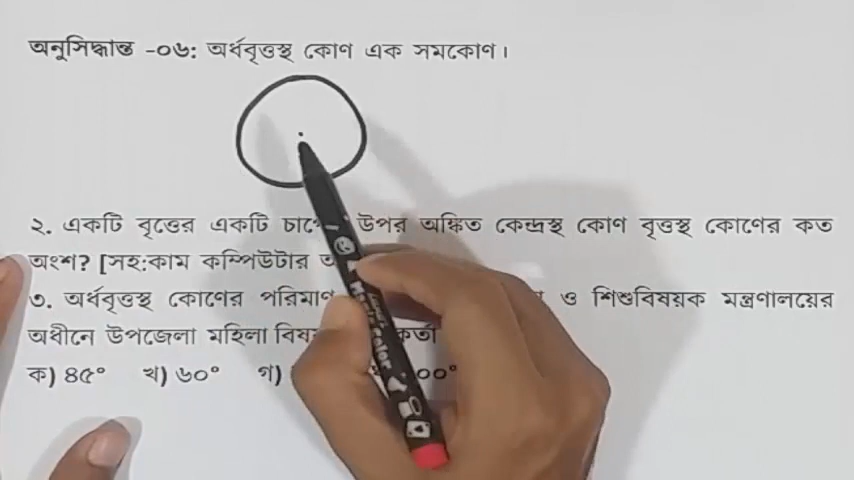 অনুসিদ্ধান্ত -০৬: অর্ধবৃত্তস্থ কোণ এক সমকোণ।
২. একটি বৃত্তের একটি চাপের উপর অঙ্কিত কেন্দ্রস্থ কোণ বৃত্তস্থ কোণের কত
অংশ? [সহ:কাম কম্পিউটার
৩. অর্ধবৃত্তস্থ কোণের পরিমাণ ও শিশুবিষয়ক মন্ত্রণালয়ের
অধীনে উপজেলা মহিলা
ক) ৪৫° খ) ৬০° গ)